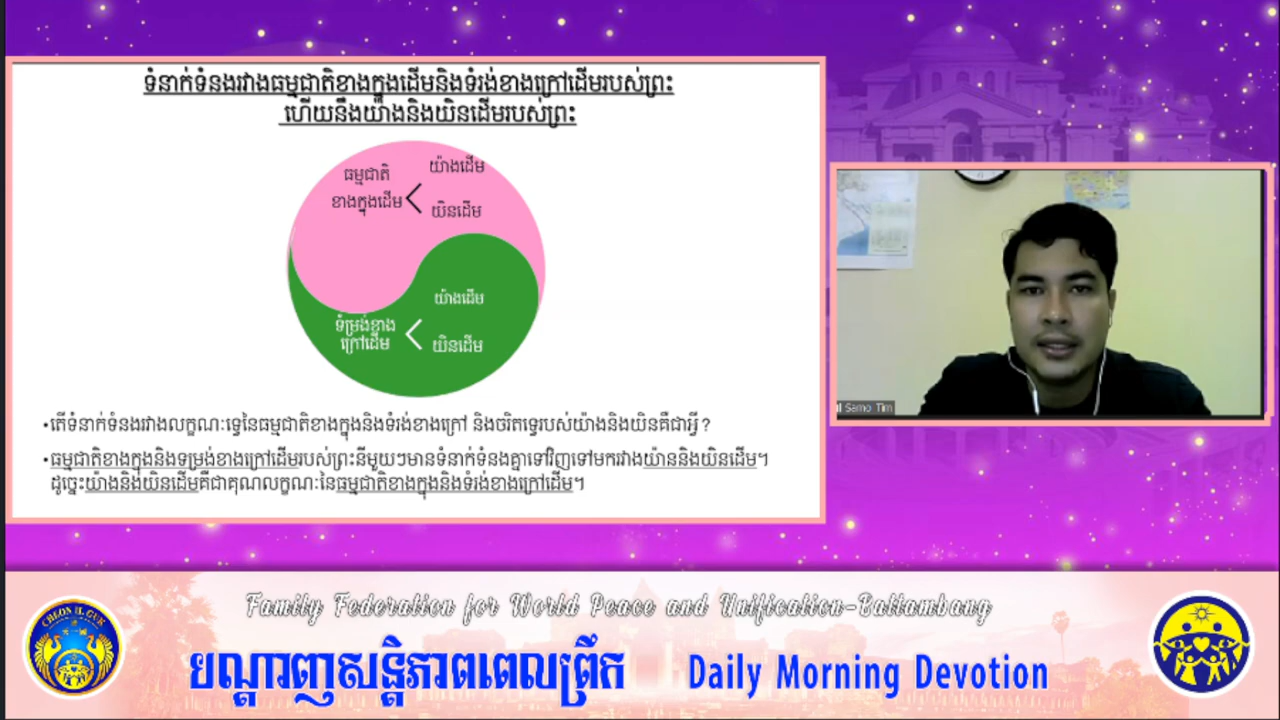 ទំនាក់ទំនងរវាងធម្មជាតិខាងក្នុងដើមនិងទំរង់ខាងក្រៅដើមរបស់ព្រះ
ហើយនឹងយ៉ាងនិងយិនដើមរបស់ព្រះ
ធម្មជាតិ
ខាងក្នុងដើម
យ៉ាងដើម
យិនដើម
ទំម្រង់ខាង
ក្រៅដើម
យ៉ាងដើម
យិនដើម
•តើទំនាក់ទំនងរវាងលក្ខណៈទ្វេនៃធម្មជាតិខាងក្នុងនិងទំរង់ខាងក្រៅ និងចរិតទ្វេរបស់យ៉ាងនិងយិនគឺជាអ្វី?
•ធម្មជាតិខាងក្នុងនិងទម្រង់ខាងក្រៅដើមរបស់ព្រះនីមួយៗមានទំនាក់ទំនងគ្នាទៅវិញទៅមករវាងយ៉ាននិងយិនដើម។
ដូច្នេះយ៉ាងនិងយិនដើមគឺជាគុណលក្ខណៈនៃធម្មជាតិខាងក្នុងនិងទំរង់ខាងក្រៅដើម។
Samo Tim
Family Federation for World Peace and Unification-Battambang
CHEON IL GUK
បណ្តាញសន្តិភាពពេលព្រឹក
Daily Morning Devotion